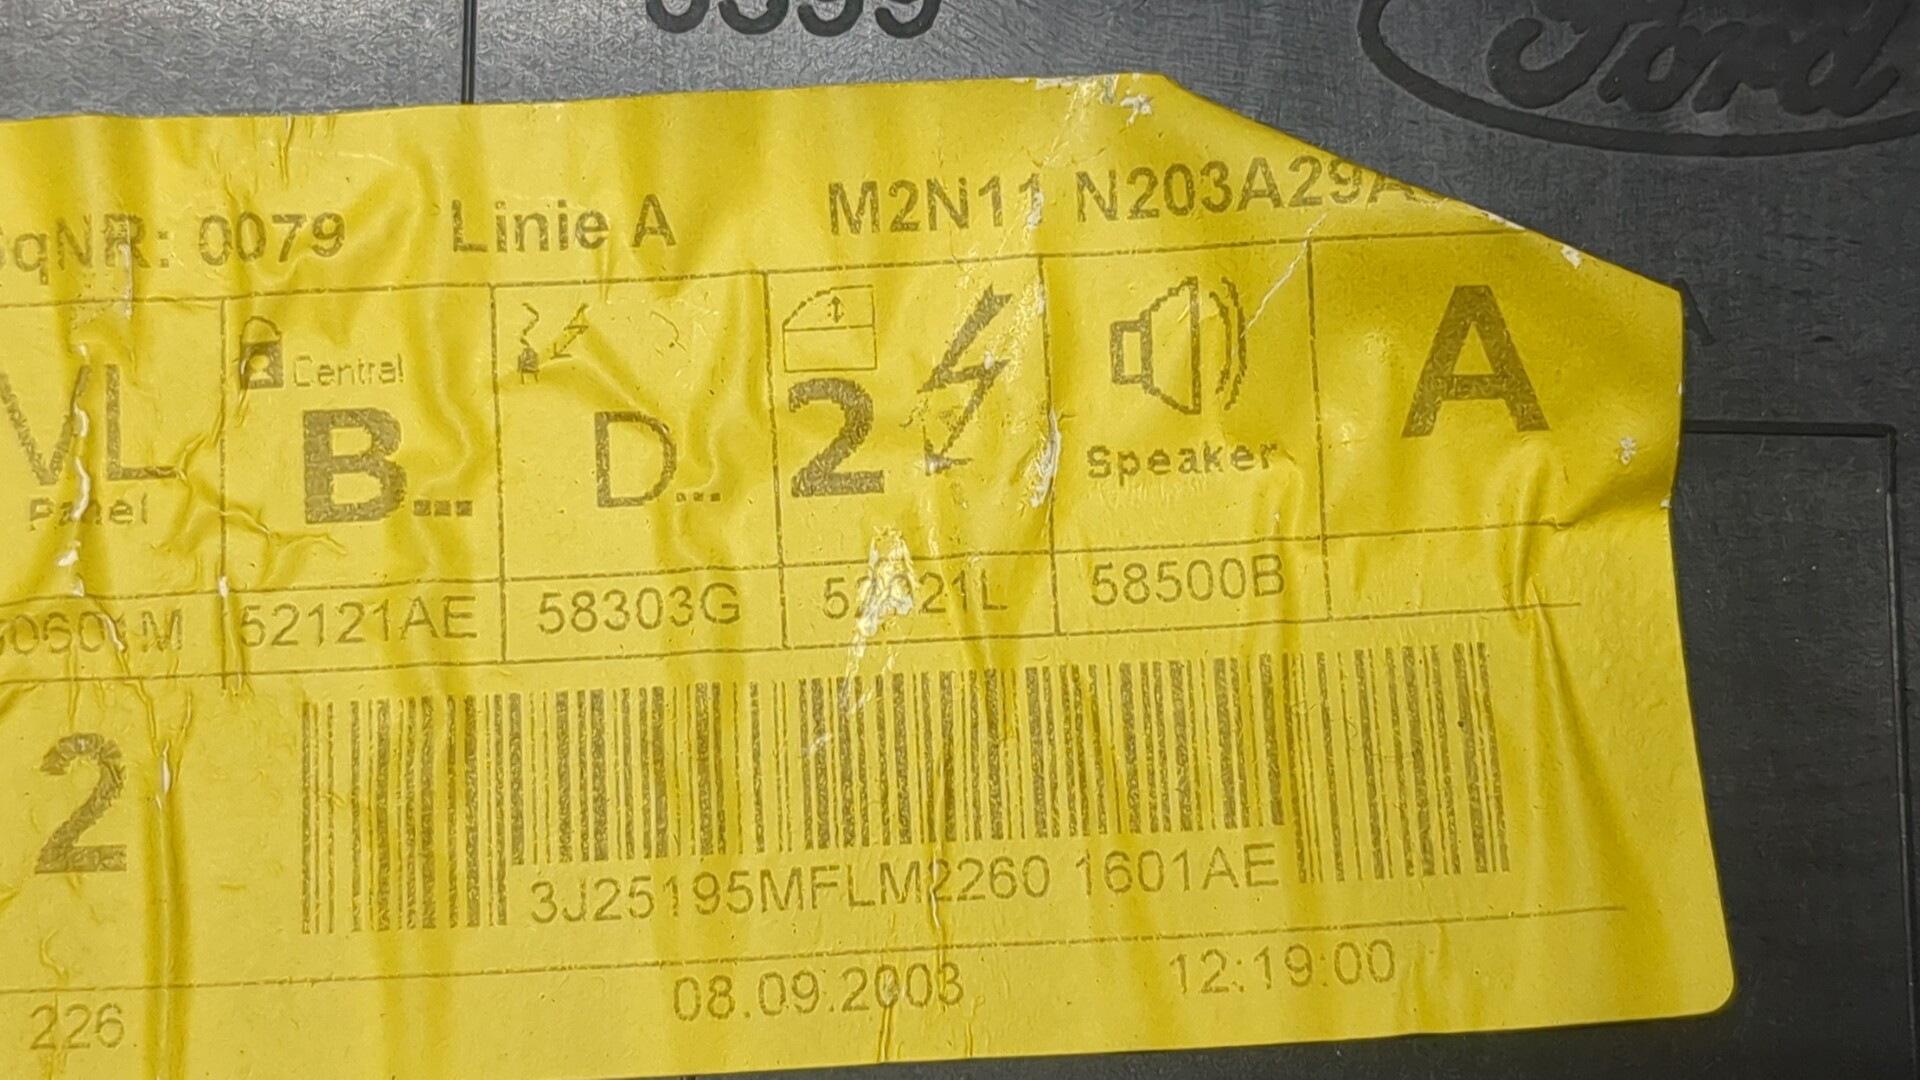 Ford
SqNR: 0079 Linie A M2N11 N203A29A
VL Panel
Central B...
D...
2
Speaker
A
52121AE 58303G 58500B
2
3J25195MFLM2260 1601AE
226 08.09.2003 12:19:00